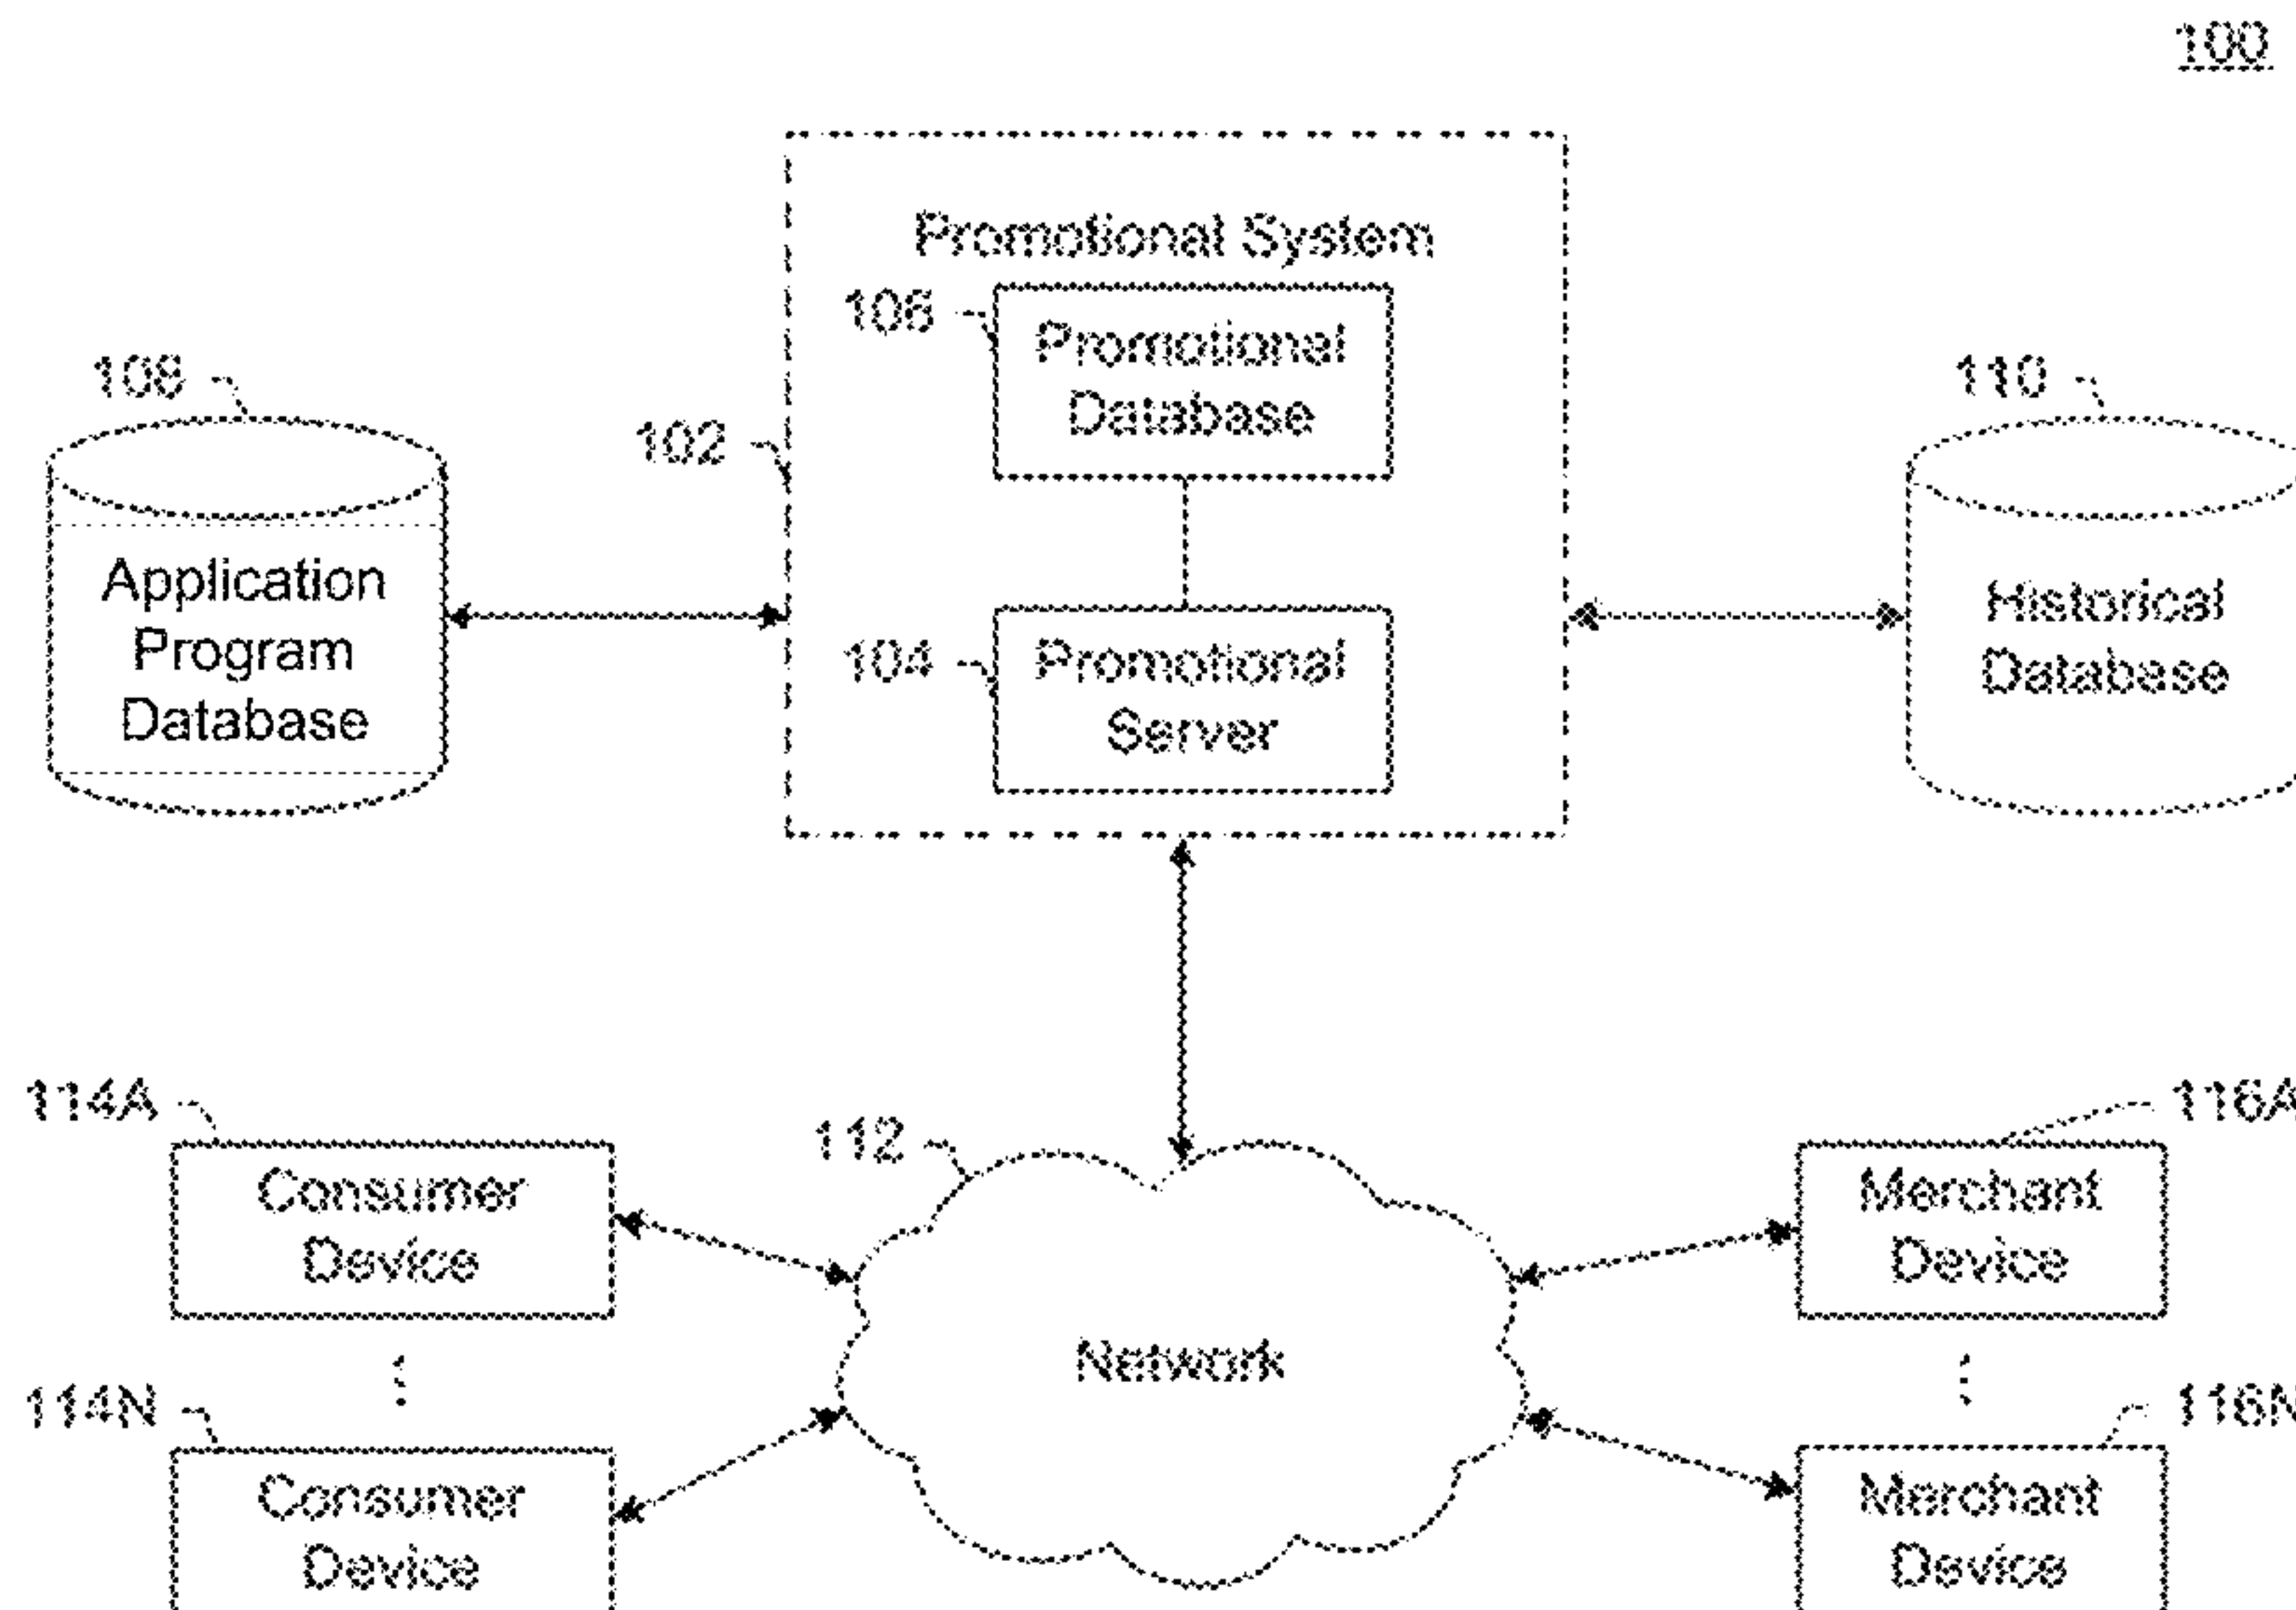 100
Promotional System
106
Promotional
Database
108
110
102
Application
Program
Database
104
Promotional
Server
Historical
Database
114A
116A
112
Consumer
Device
Merchant
Device
Network
114N
116N
Consumer
Device
Merchant
Device